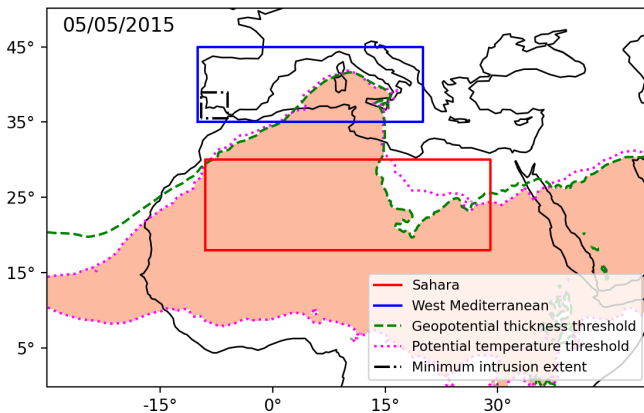 05/05/2015
45°
35°
25°
15°
5°
-15°
0°
15°
30°
Sahara
West Mediterranean
Geopotential thickness threshold
Potential temperature threshold
Minimum intrusion extent